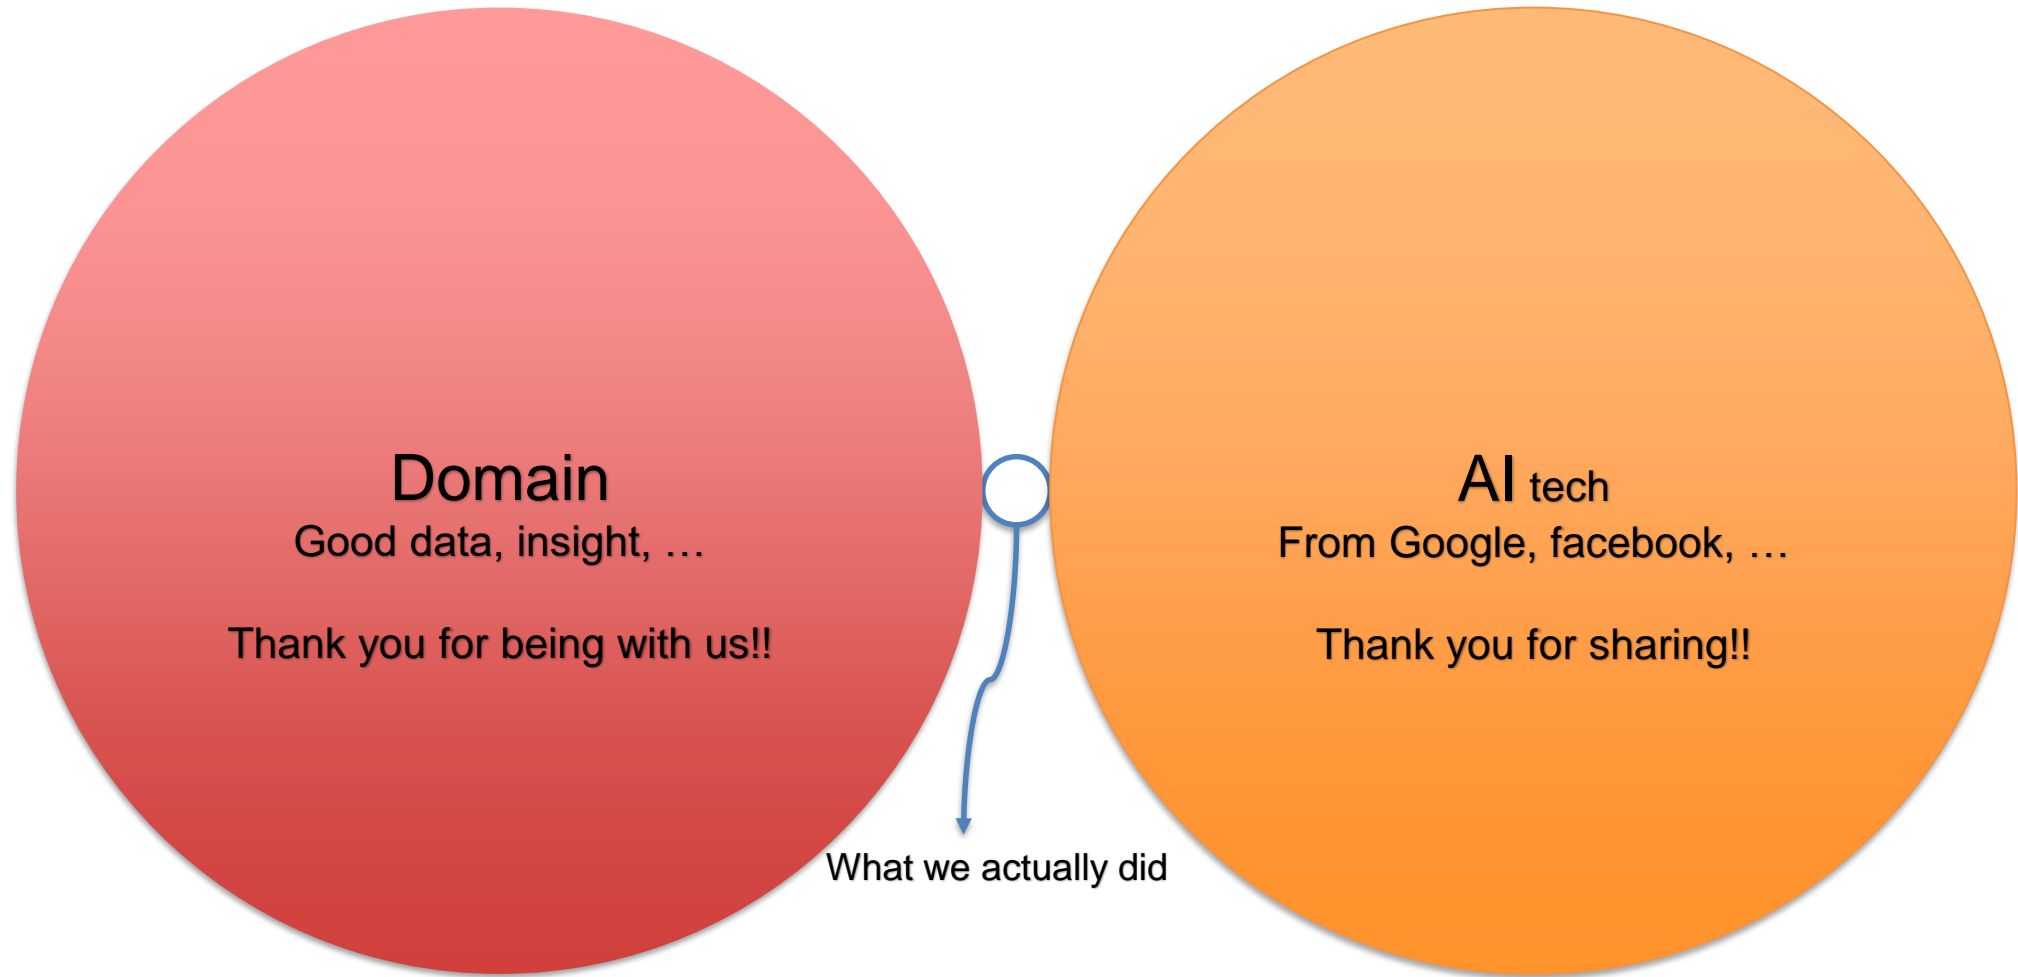 Domain
Good data, insight, …
Thank you for being with us!!
AI tech
From Google, facebook, …
Thank you for sharing!!
What we actually did